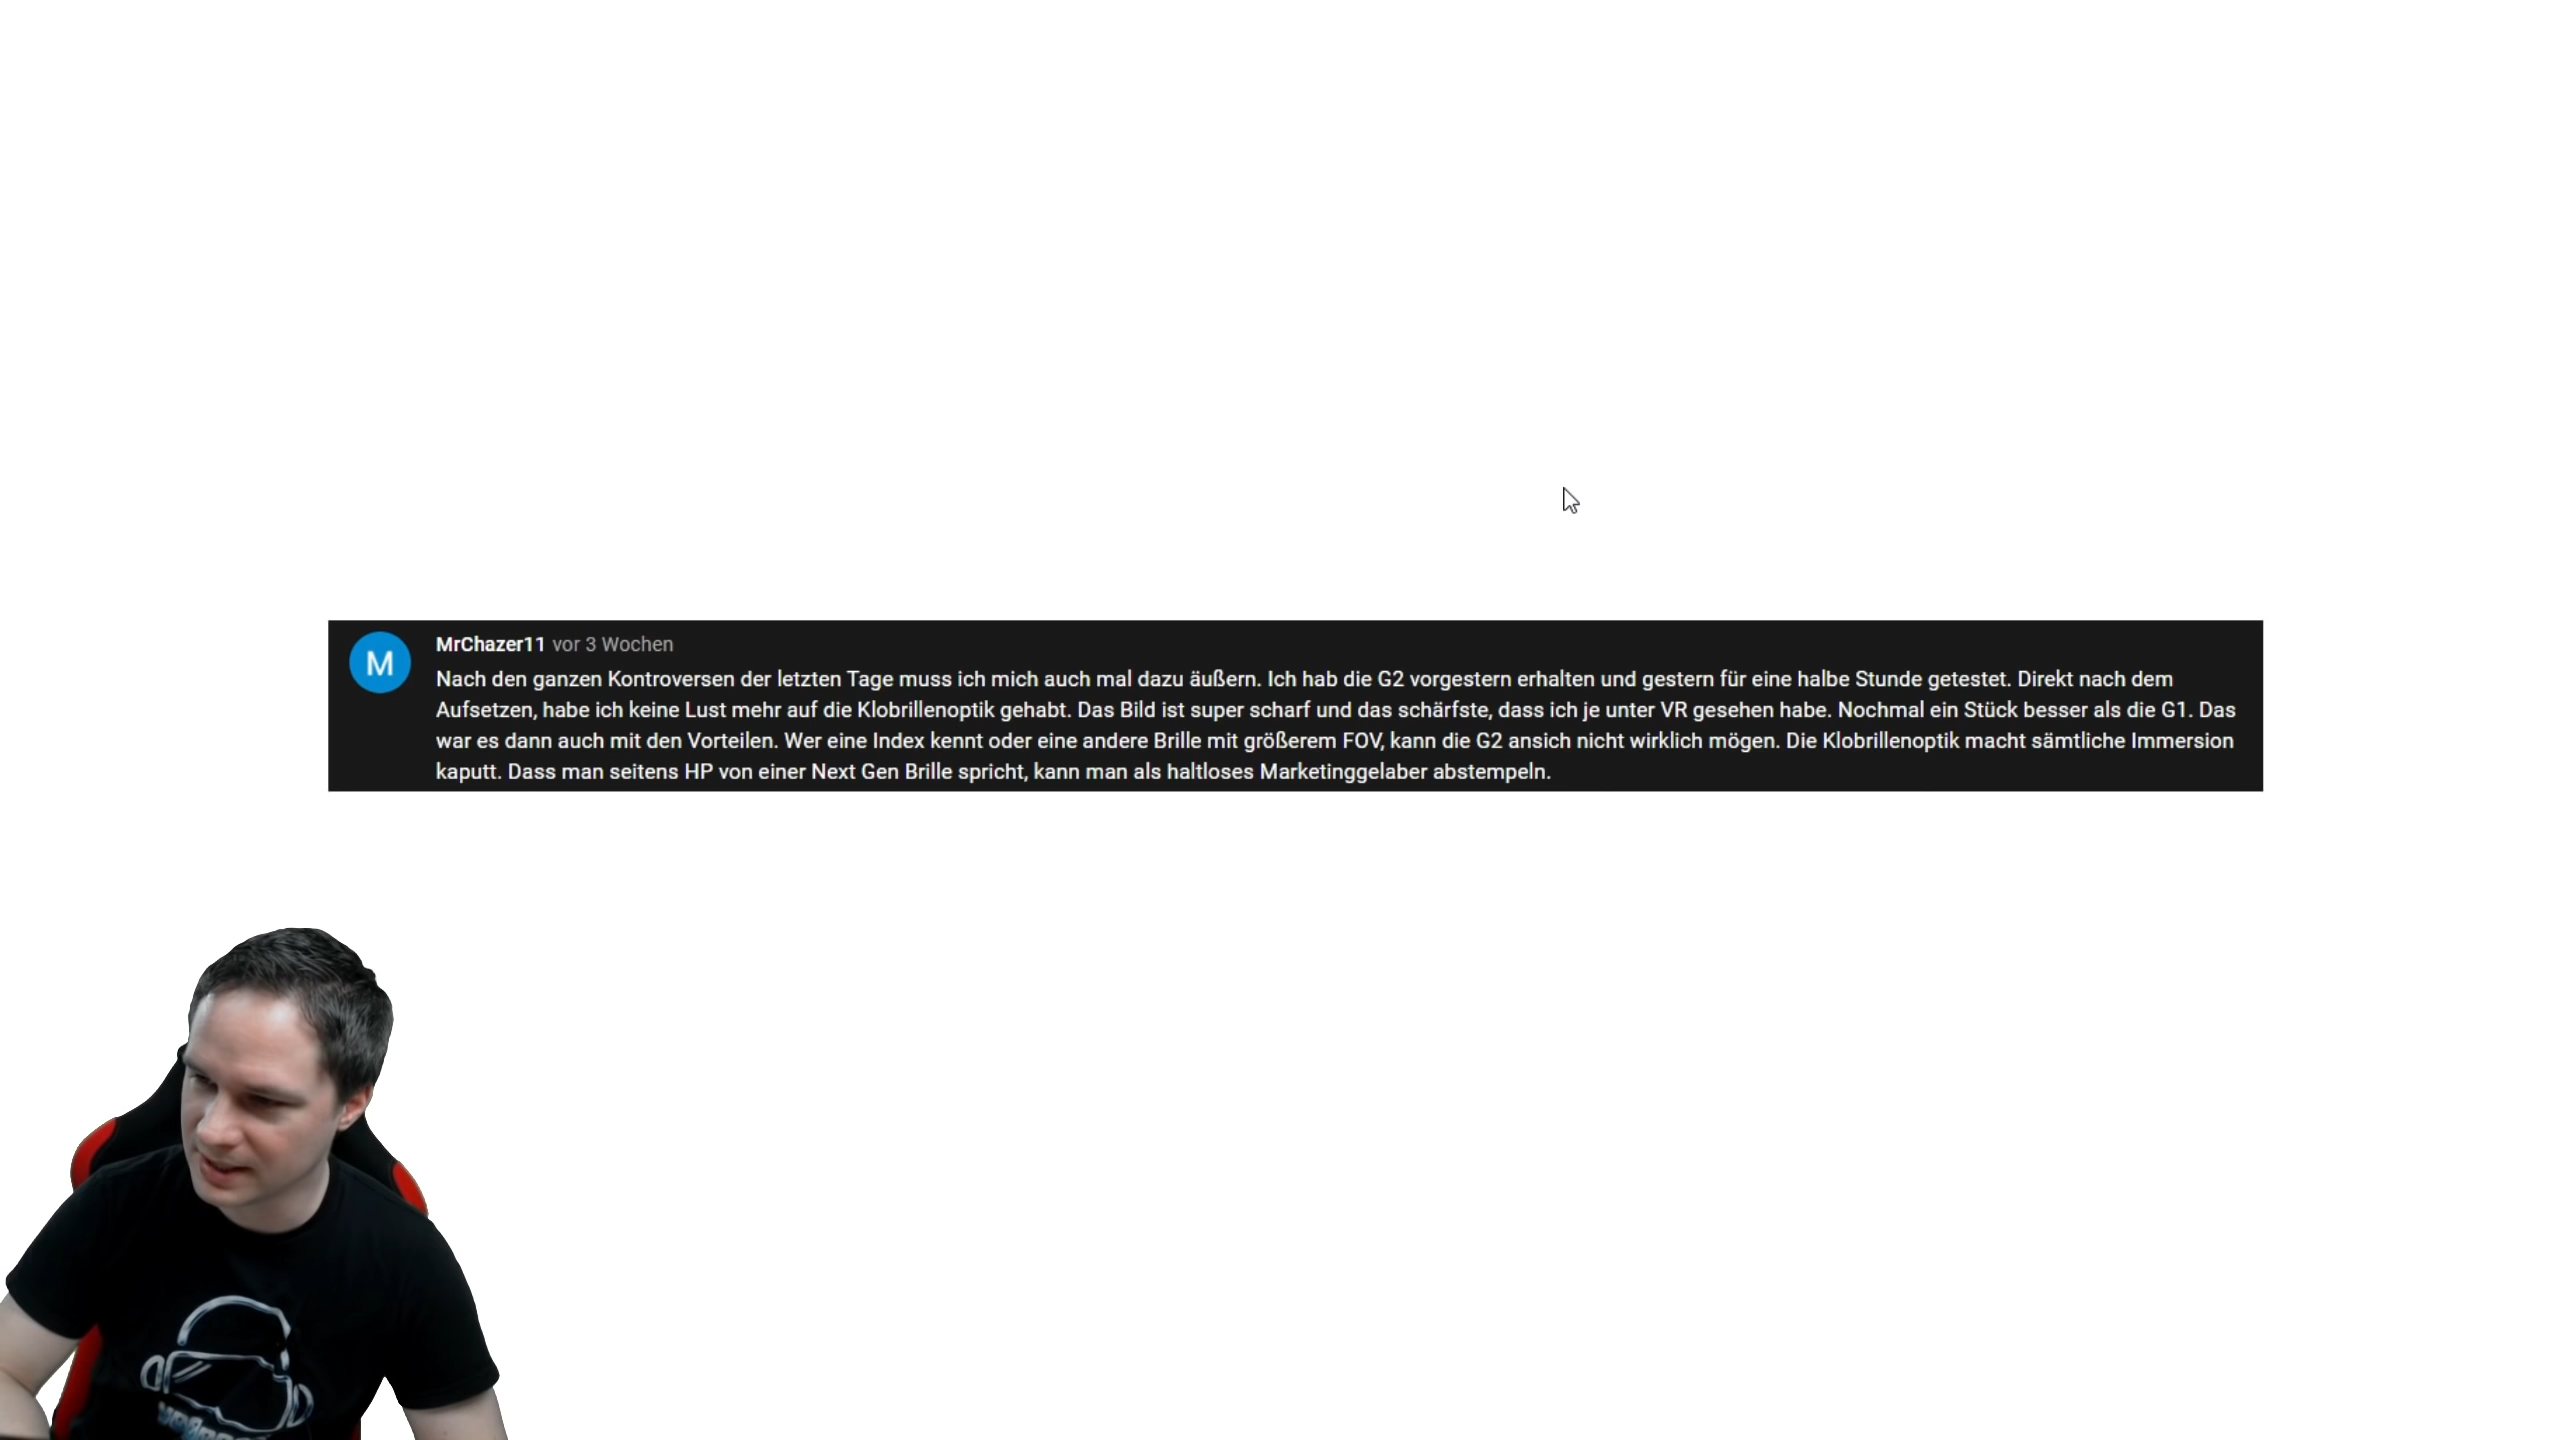 MrChazer11 vor 3 Wochen
M
Nach den ganzen Kontroversen der letzten Tage muss ich mich auch mal dazu äußern. Ich hab die G2 vorgestern erhalten und gestern für eine halbe Stunde getestet. Direkt nach dem
Aufsetzen, habe ich keine Lust mehr auf die Klobrillenoptik gehabt. Das Bild ist super scharf und das schärfste, dass ich je unter VR gesehen habe. Nochmal ein Stück besser als die G1. Das
war es dann auch mit den Vorteilen. Wer eine Index kennt oder eine andere Brille mit größerem FOV, kann die G2 ansich nicht wirklich mögen. Die Klobrillenoptik macht sämtliche Immersion
kaputt. Dass man seitens HP von einer Next Gen Brille spricht, kann man als haltloses Marketinggelaber abstempeln.